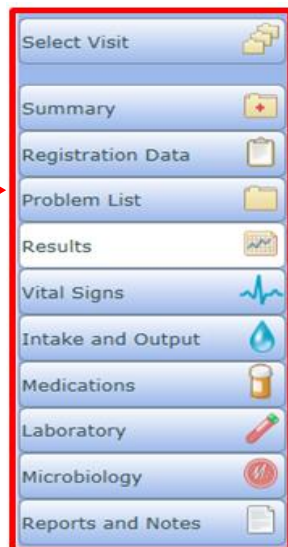 Select Visit
Summary
Registration Data
Problem List
Results
Vital Signs
Intake and Output
Medications
Laboratory
Microbiology
Reports and Notes